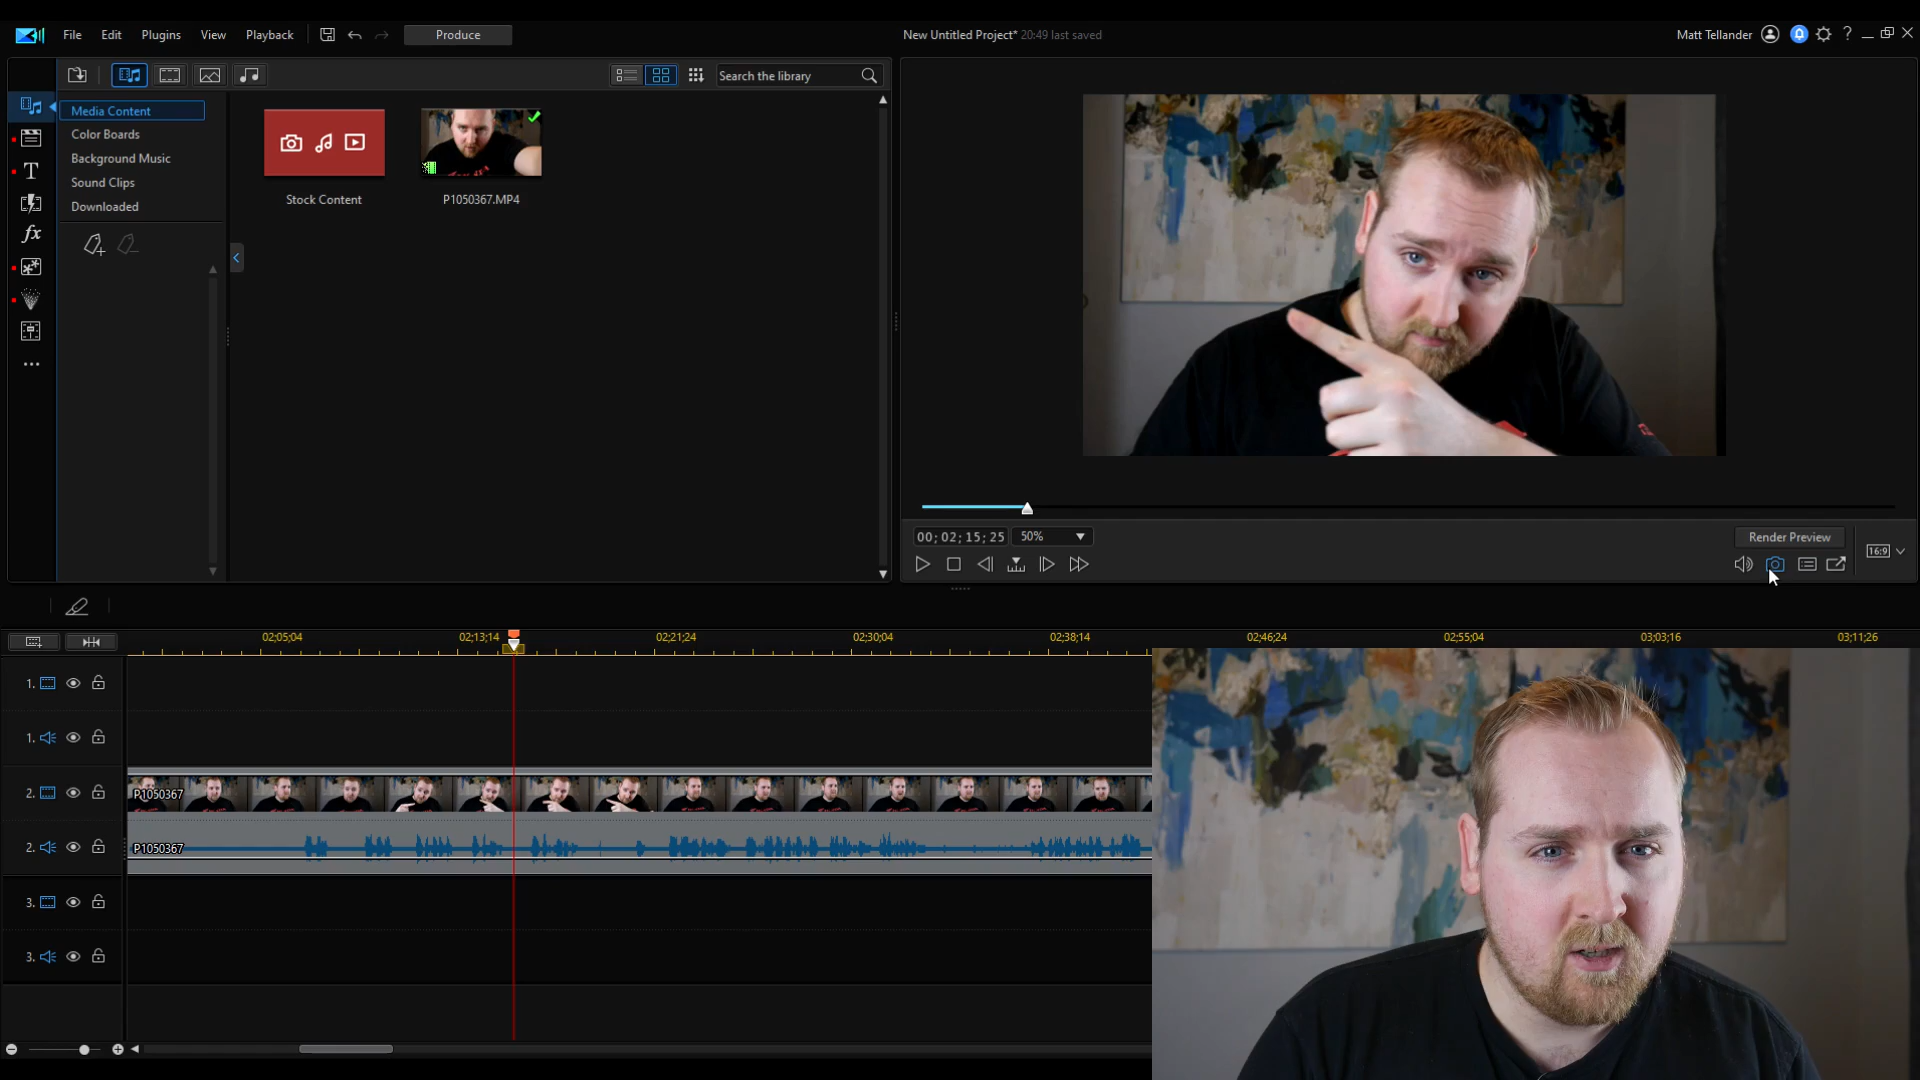 File Edit Plugins View Playback Produce New Untitled Project* 20:49 last saved Matt Tellander ?
Search the library
Media Content
Color Boards
Background Music
Sound Clips
Downloaded
T
fx
Stock Content
P1050367.MP4
00;02;15;25 50%
Render Preview
16:9
02;05;04 02;13;14 02;21;24 02;30;04 02;38;14 02;46;24 02;55;04 03;03;16 03;11;26
1.
1.
2. P1050367
2. P1050367
3.
3.